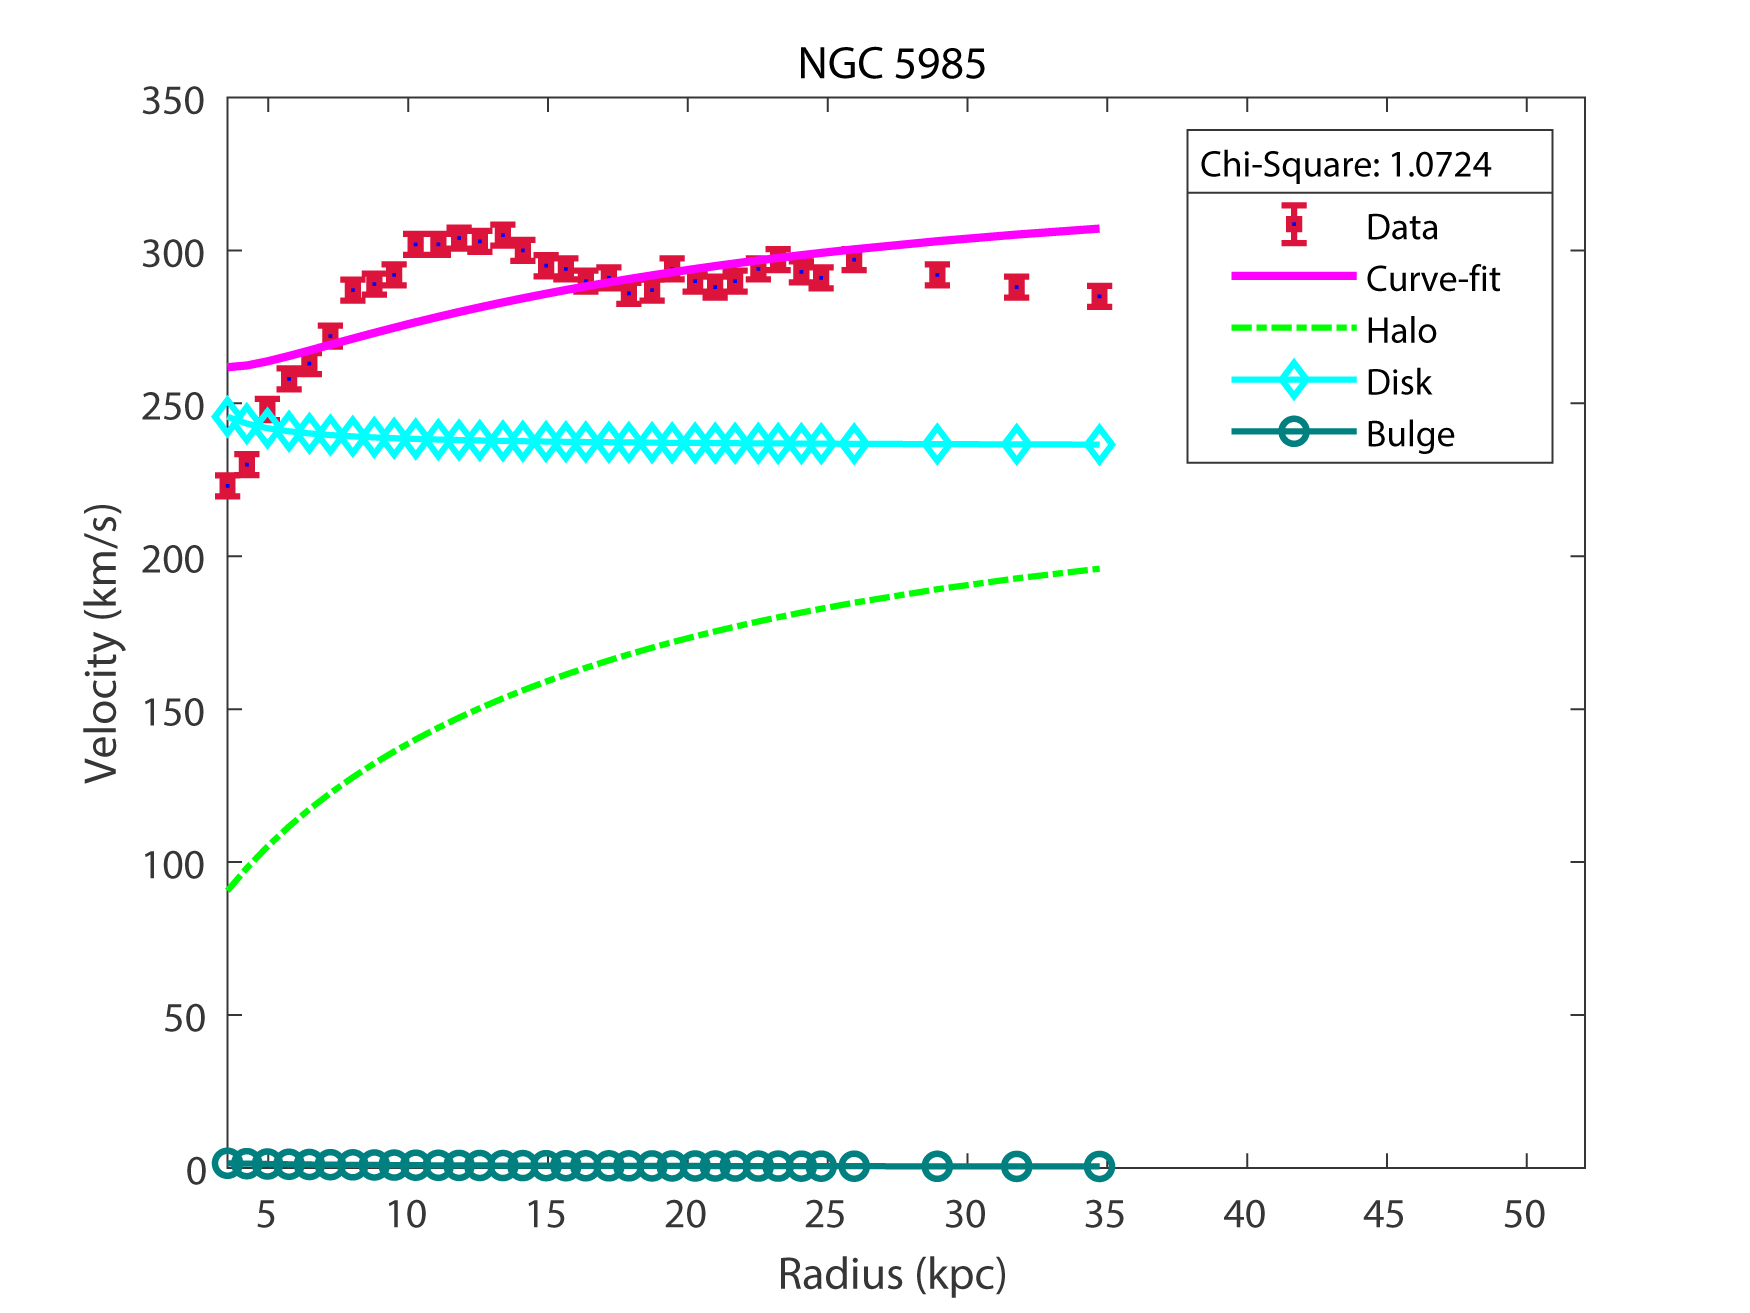 NGC 5985
350
300
250
200
150
100
50
0
Velocity (km/s)
Chi-Square: 1.0724
Data
Curve-fit
Halo
Disk
Bulge
5 10 15 20 25 30 35 40 45 50
Radius (kpc)